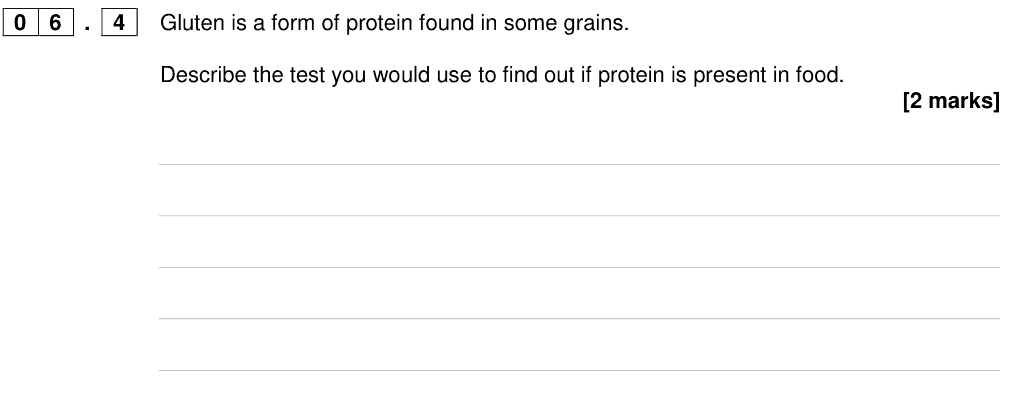 0 6 . 4 Gluten is a form of protein found in some grains.
Describe the test you would use to find out if protein is present in food.
[2 marks]